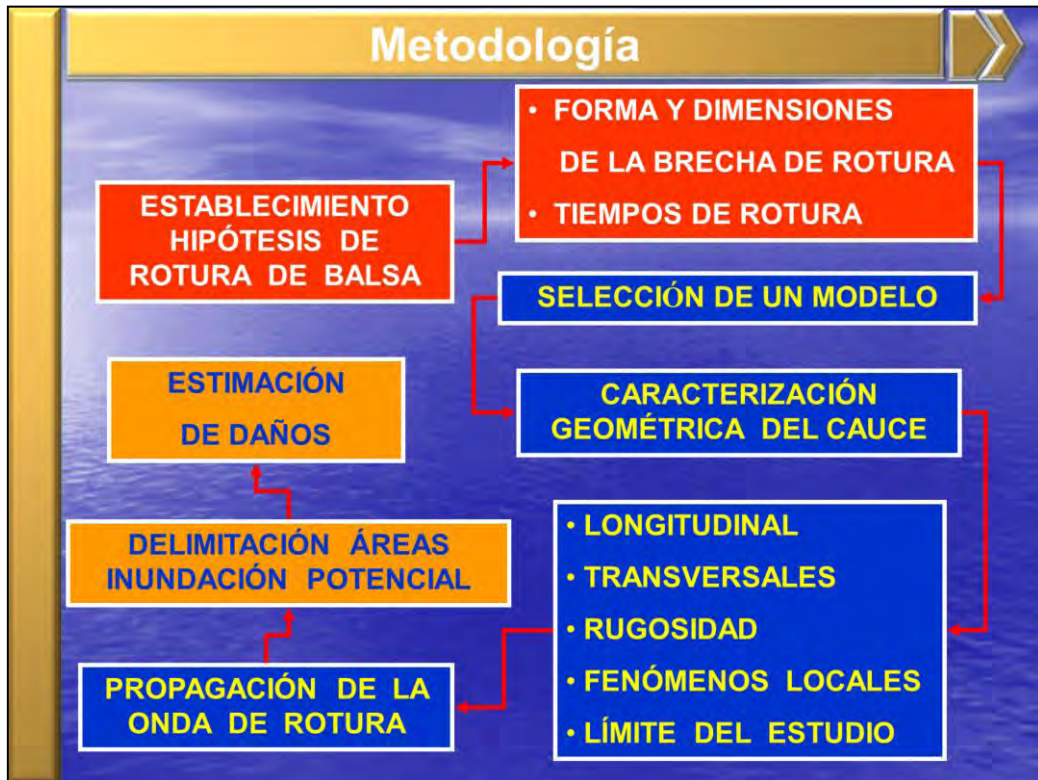 Metodología
ESTABLECIMIENTO
HIPÓTESIS DE
ROTURA DE BALSA
• FORMA Y DIMENSIONES
DE LA BRECHA DE ROTURA
• TIEMPOS DE ROTURA
SELECCIÓN DE UN MODELO
CARACTERIZACIÓN
GEOMÉTRICA DEL CAUCE
• LONGITUDINAL
• TRANSVERSALES
• RUGOSIDAD
• FENÓMENOS LOCALES
• LÍMITE DEL ESTUDIO
PROPAGACIÓN DE LA
ONDA DE ROTURA
DELIMITACIÓN ÁREAS
INUNDACIÓN POTENCIAL
ESTIMACIÓN
DE DAÑOS